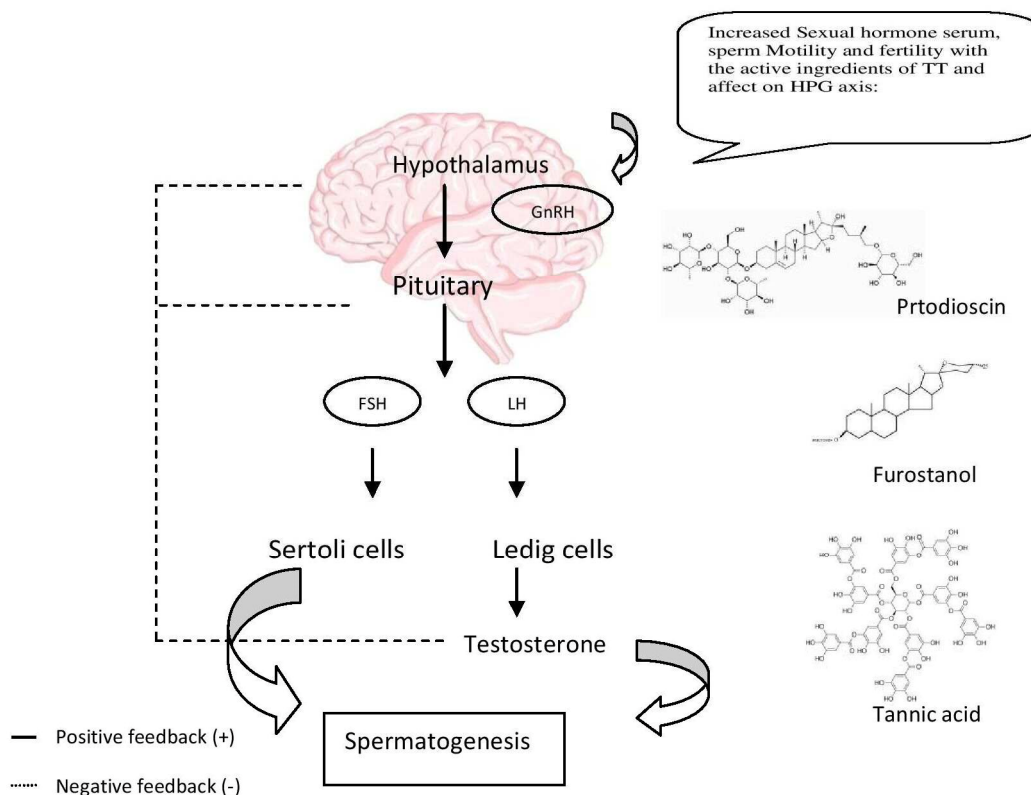 Increased Sexual hormone serum,
sperm Motility and fertility with
the active ingredients of TT and
affect on HPG axis:
Hypothalamus
GnRH
Pituitary
Prtodioscin
FSH
LH
Furostanol
Sertoli cells
Ledig cells
Testosterone
Tannic acid
Spermatogenesis
Positive feedback (+)
Negative feedback (-)